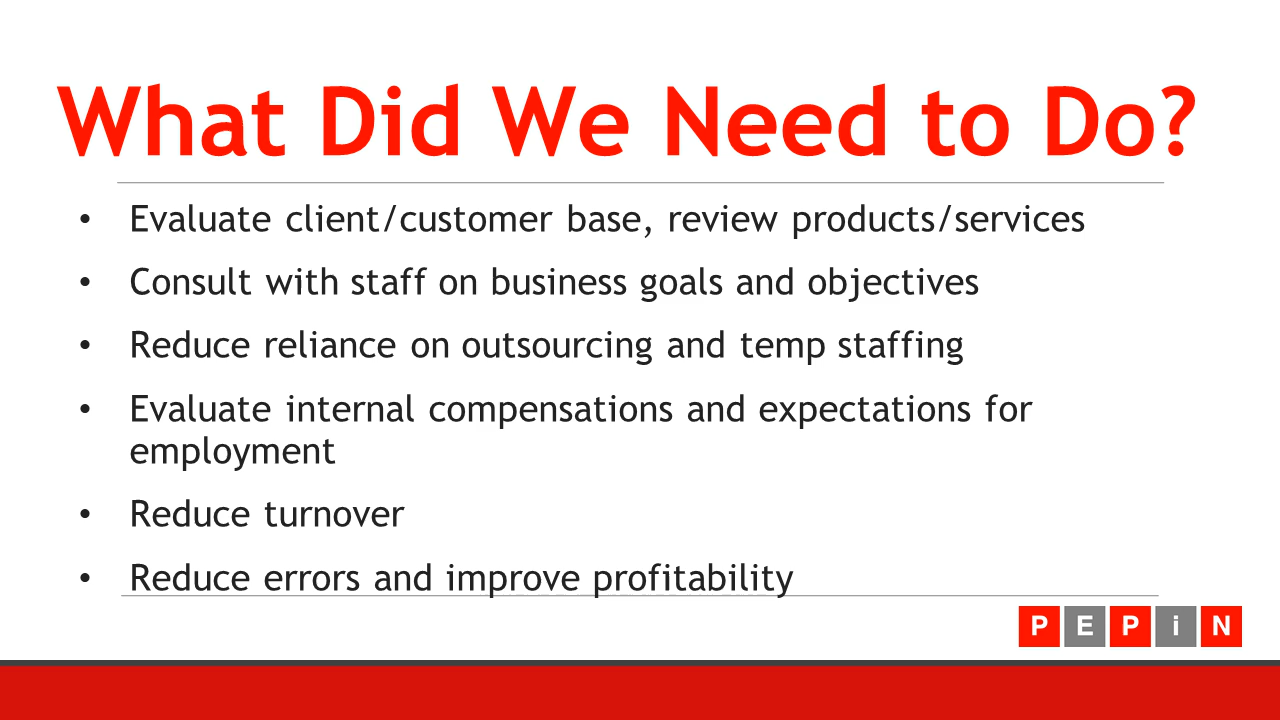 What Did We Need to Do?
• Evaluate client/customer base, review products/services
• Consult with staff on business goals and objectives
• Reduce reliance on outsourcing and temp staffing
• Evaluate internal compensations and expectations for
employment
• Reduce turnover
• Reduce errors and improve profitability
PEPiN